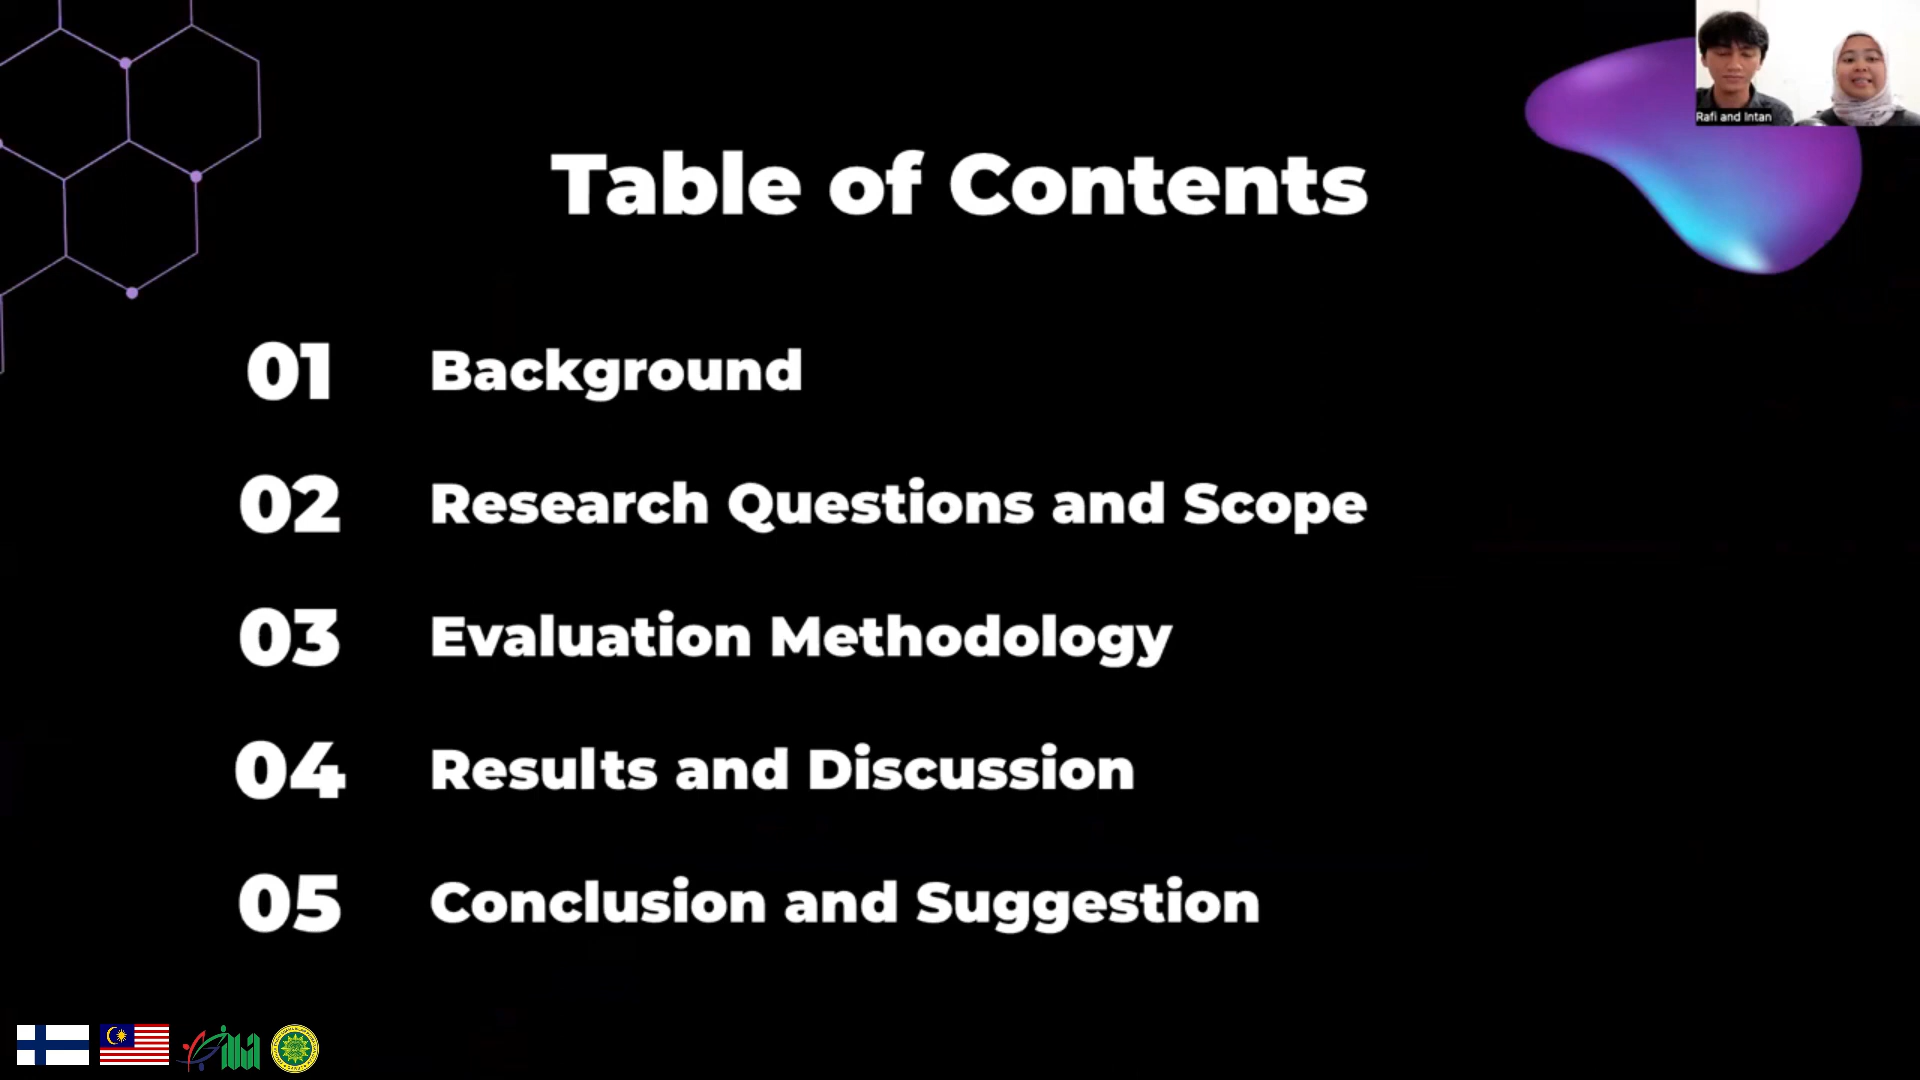 Rafi and Intan
Table of Contents
01 Background
02 Research Questions and Scope
03 Evaluation Methodology
04 Results and Discussion
05 Conclusion and Suggestion